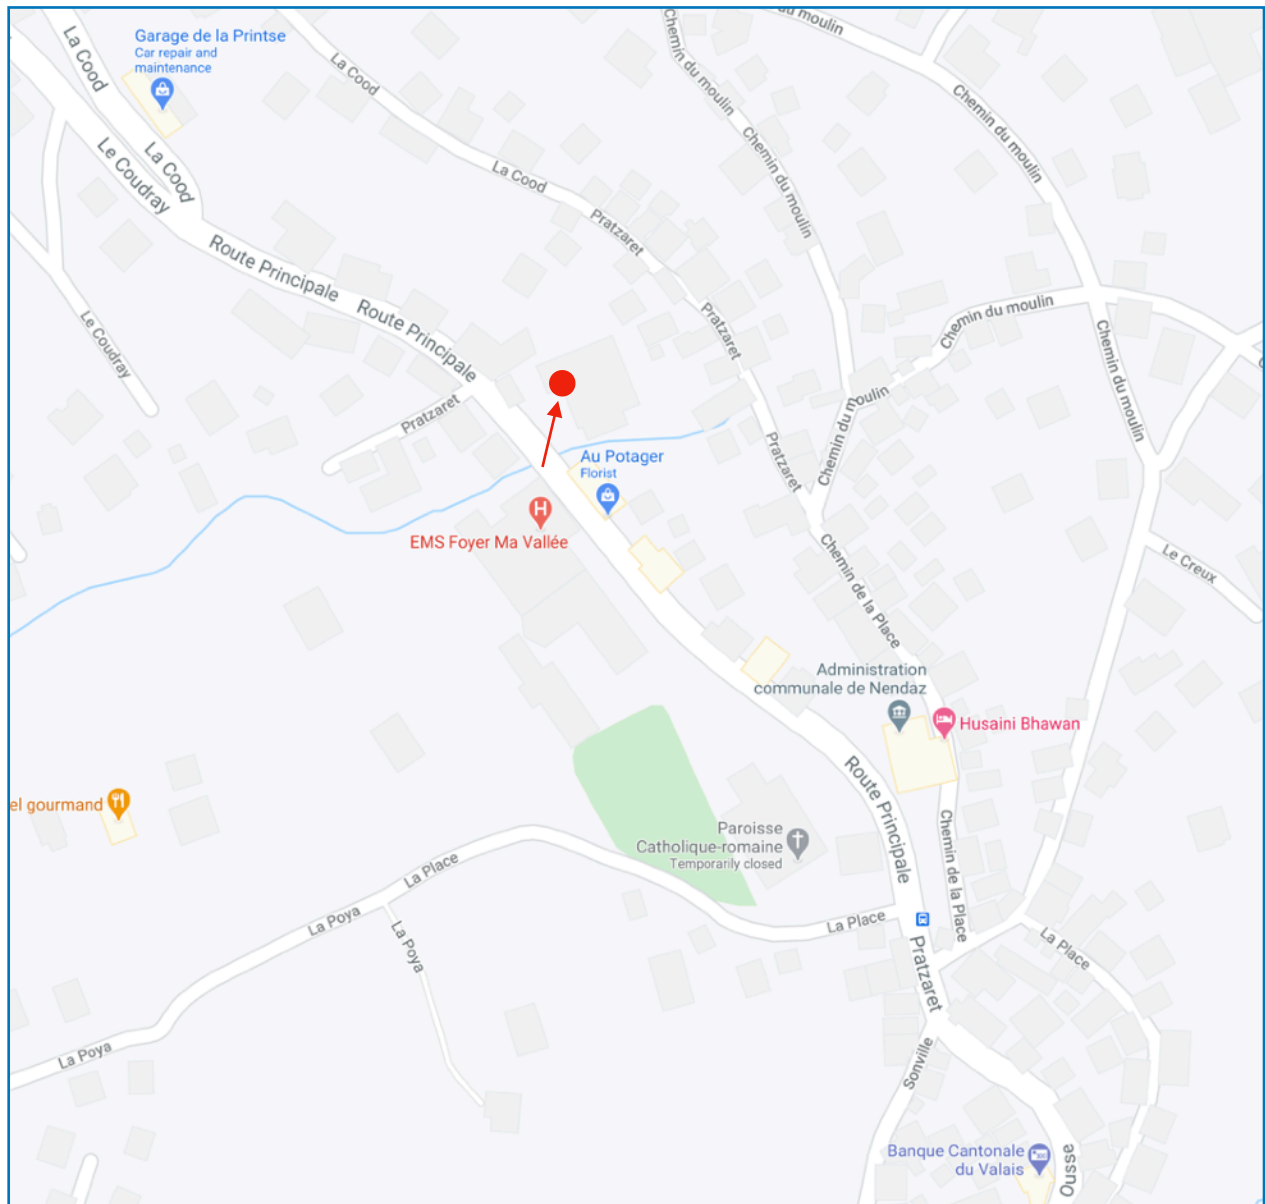 Garage de la Printse
Car repair and
maintenance
La Cood
La Cood
Le Coudray
La Cood
La Cood
Chemin du moulin
Chemin du moulin
du moulin
Chemin du moulin
Pratzaret
Route Principale
Route Principale
Le Coudray
Pratzaret
Chemin du moulin
Chemin du moulin
Pratzaret
Chemin du moulin
Pratzaret
Au Potager
Florist
EMS Foyer Ma Vallée
Chemin de la Place
Le Creux
Administration
communale de Nendaz
Husaini Bhawan
Route Principale
el gourmand
Paroisse
Catholique-romaine
Temporarily closed
Chemin de la Place
La Place
La Poya
La Poya
La Place
Pratzaret
La Place
La Poya
Sonville
Banque Cantonale
du Valais
Ousse